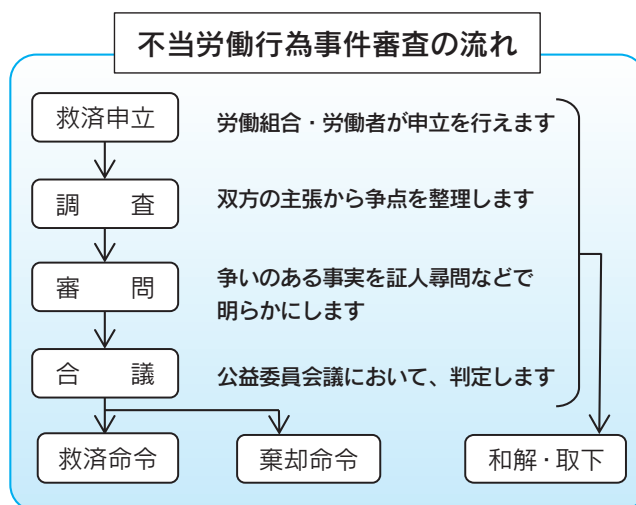 不当労働行為事件審査の流れ
救済申立
労働組合・労働者が申立を行えます
調　査
双方の主張から争点を整理します
審　問
争いのある事実を証人尋問などで
明らかにします
合　議
公益委員会議において、判定します
救済命令
棄却命令
和解・取下